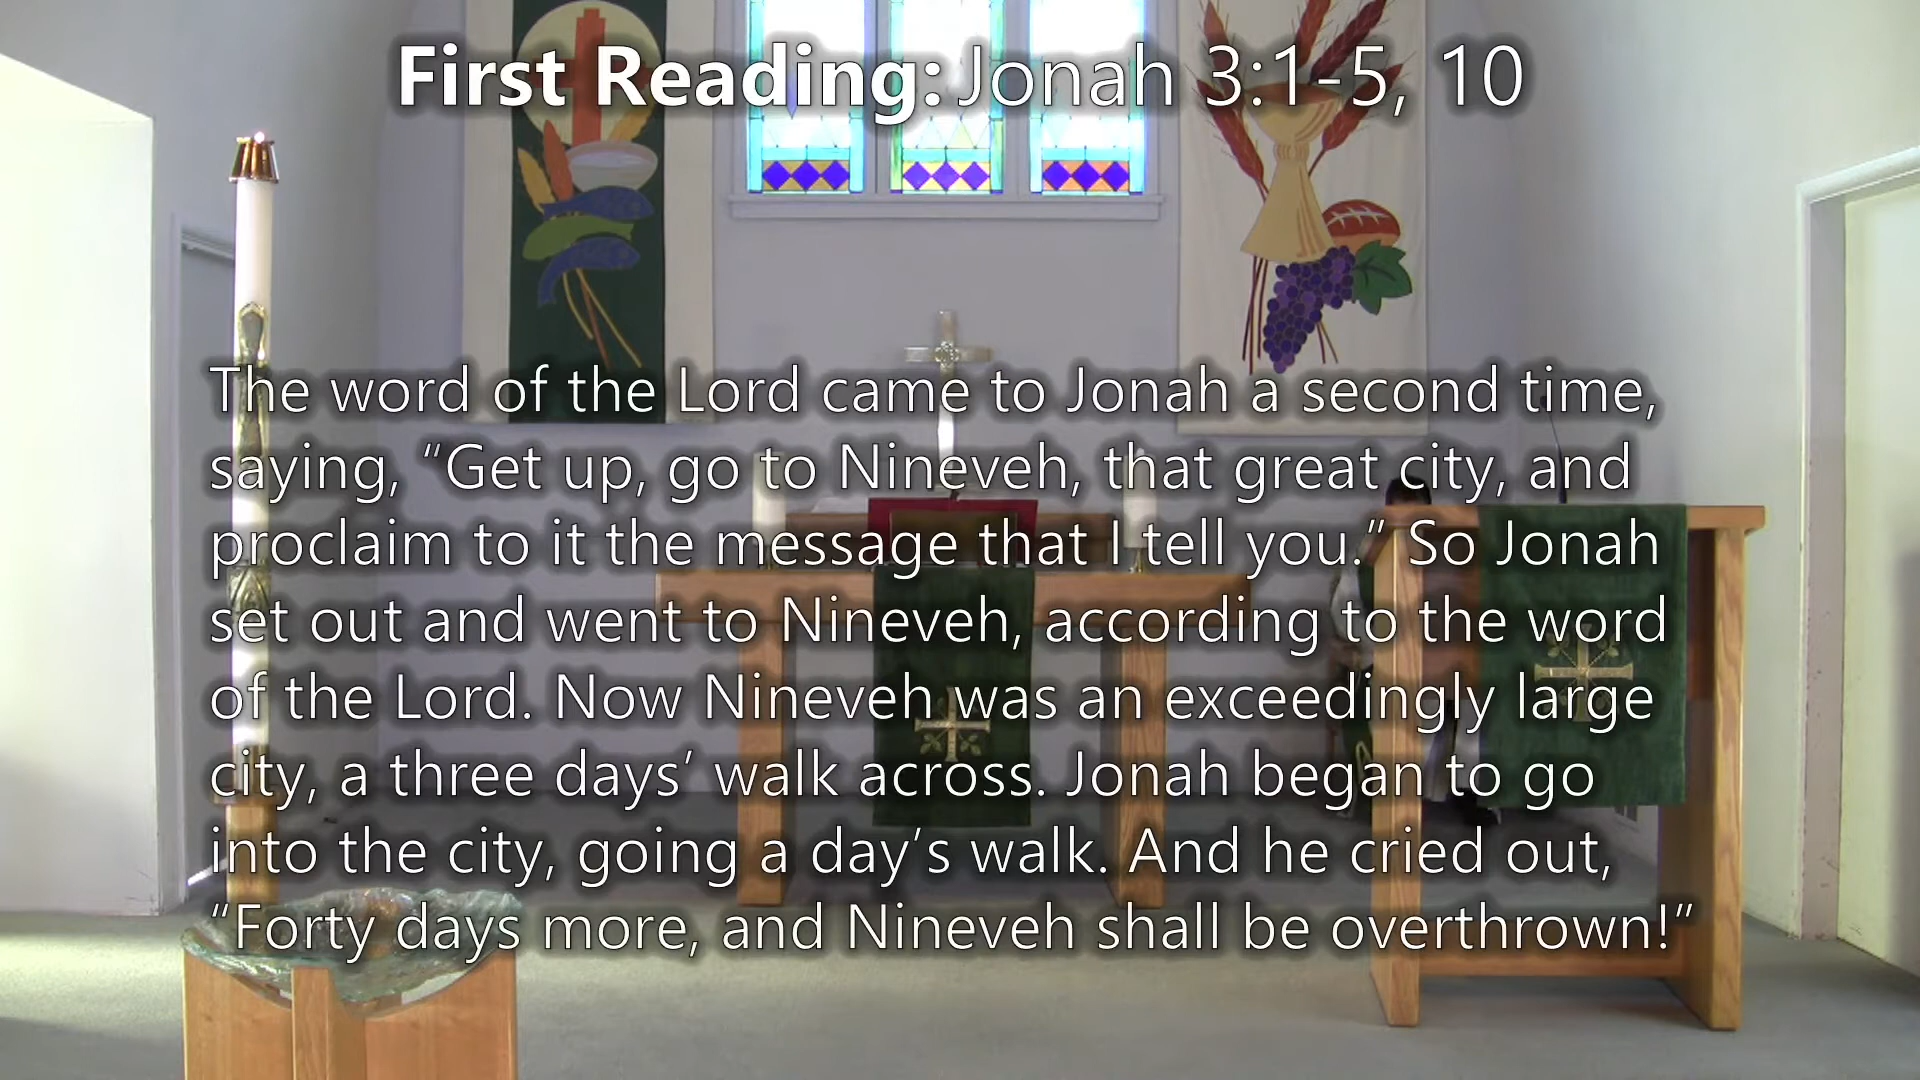 First Reading: Jonah 3:1-5, 10
The word of the Lord came to Jonah a second time,
saying, “Get up, go to Nineveh, that great city, and
proclaim to it the message that I tell you.” So Jonah
set out and went to Nineveh, according to the word
of the Lord. Now Nineveh was an exceedingly large
city, a three days’ walk across. Jonah began to go
into the city, going a day’s walk. And he cried out,
“Forty days more, and Nineveh shall be overthrown!”